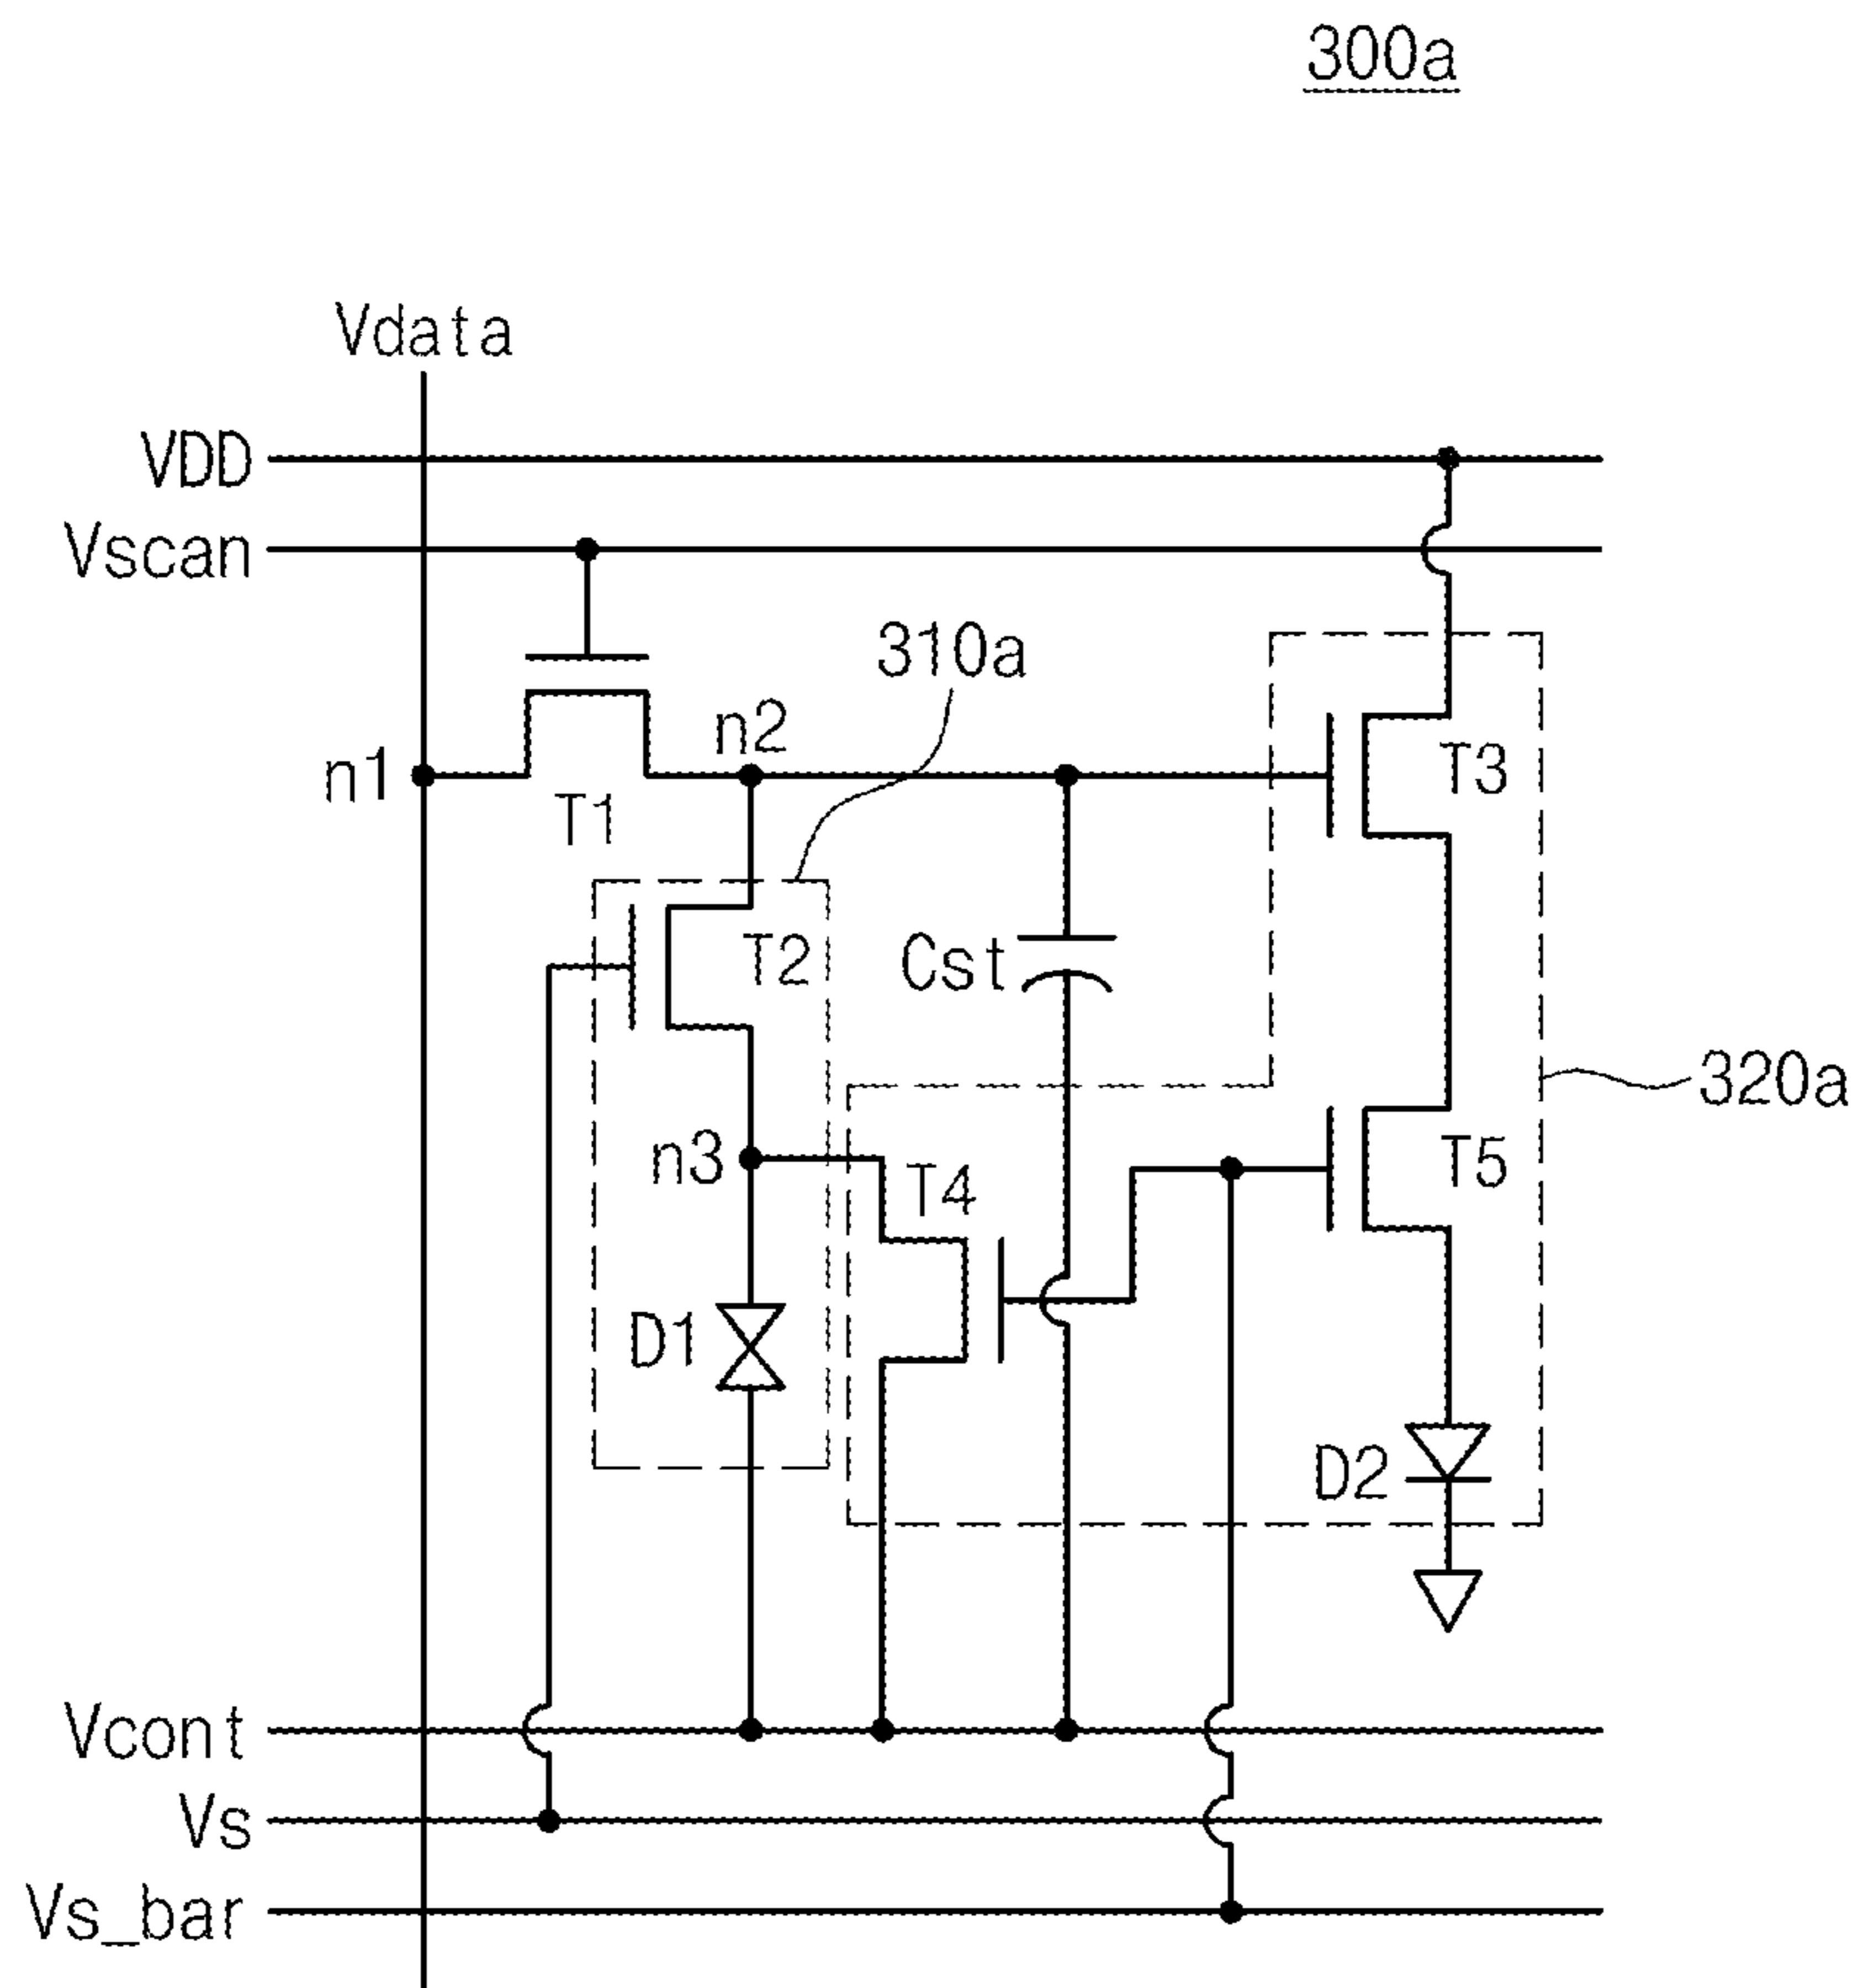 300a
Vdata
VDD
Vscan
310a
n2
n1
T3
T1
T2
Cst
320a
n3
T4
T5
D1
D2
Vcont
Vs
Vs_bar